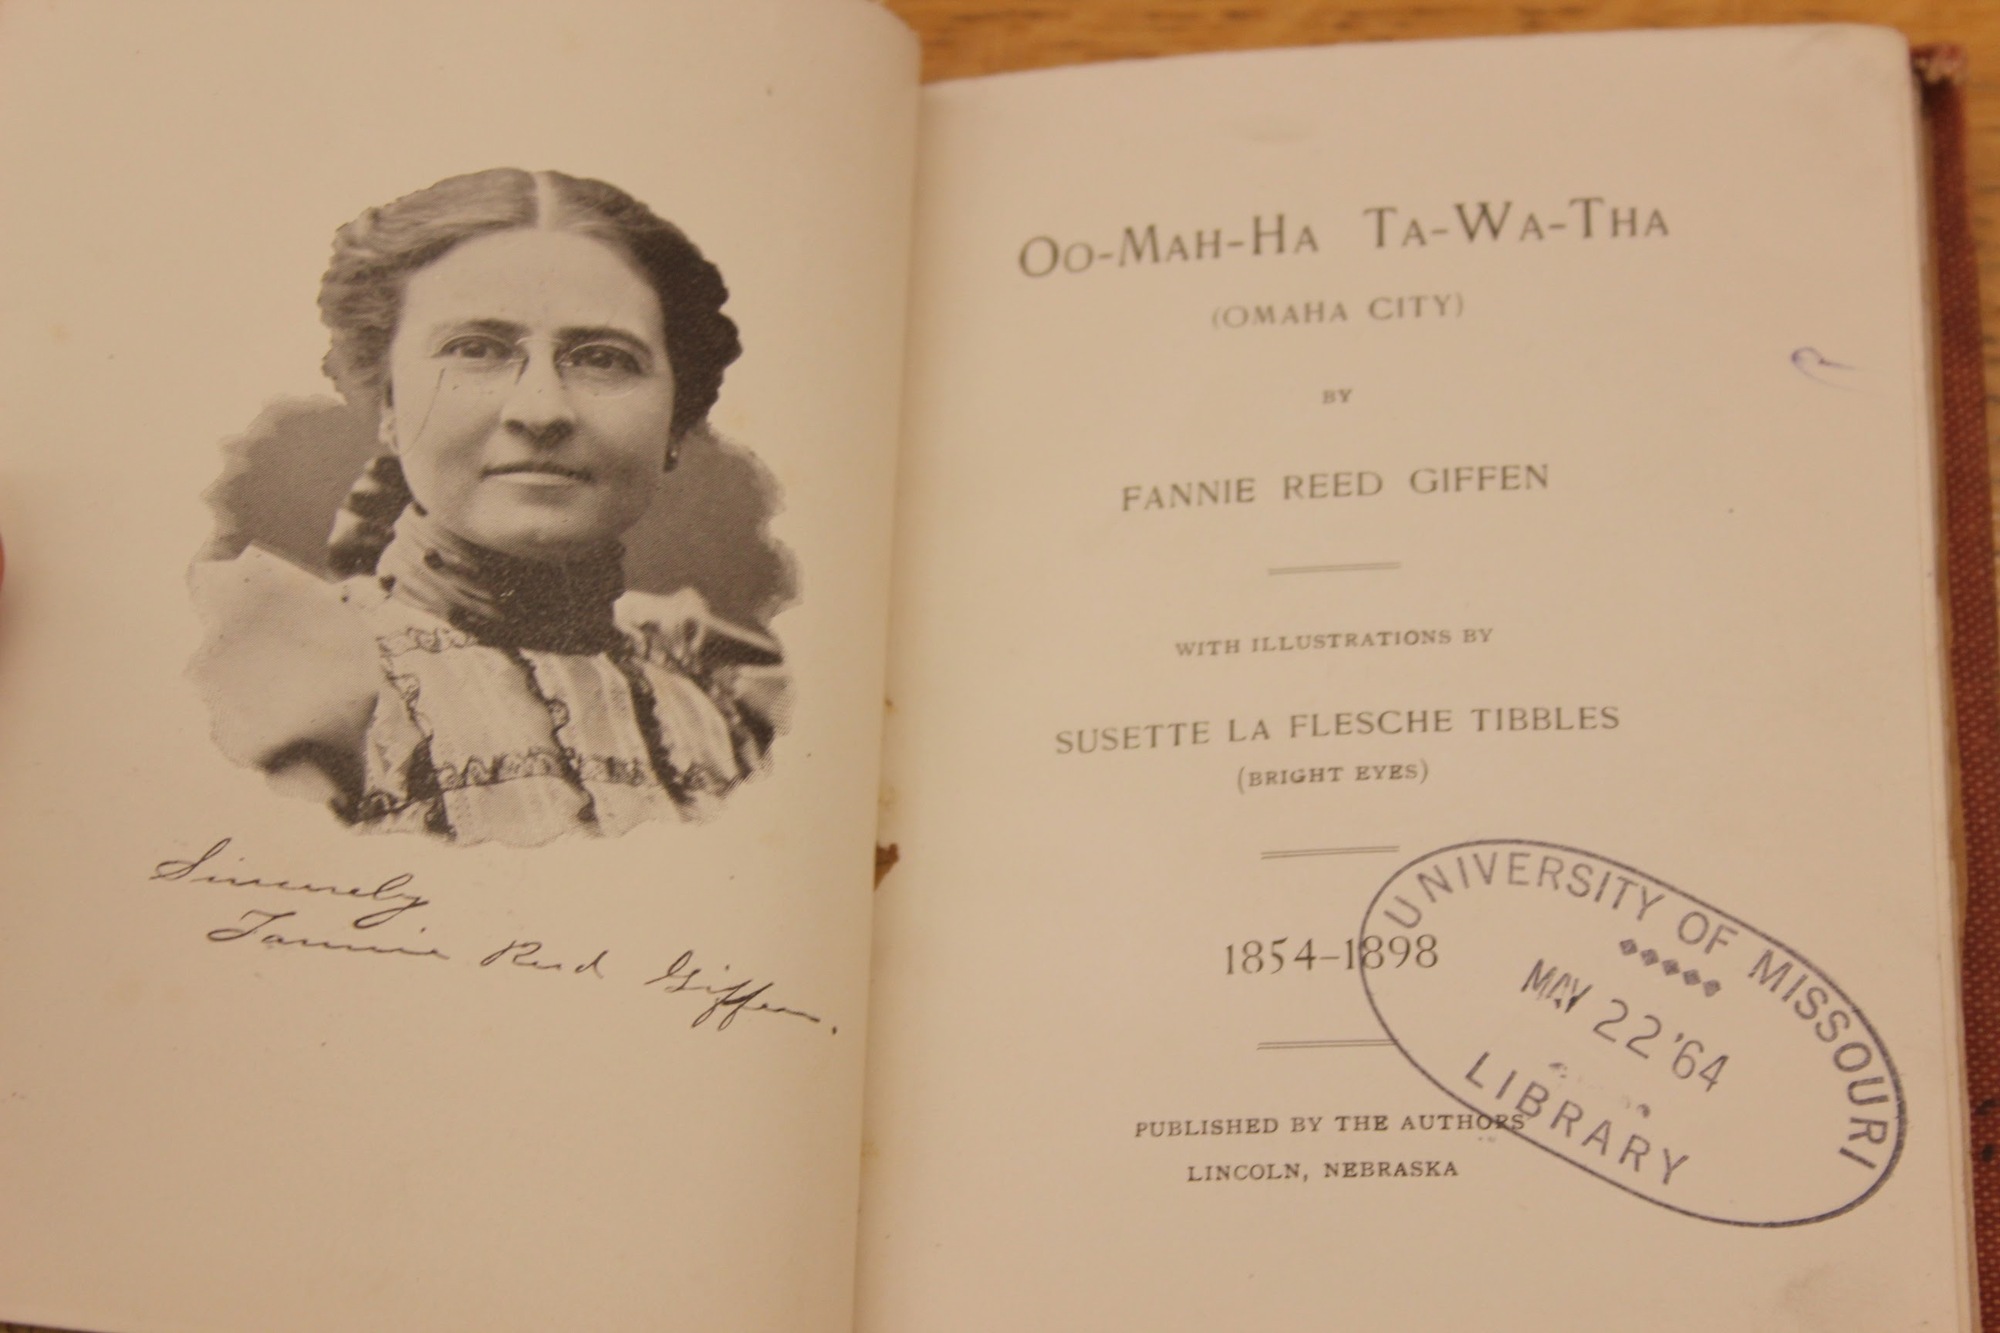 Sincerely
Fannie Reed Giffen.
OO-MAH-HA TA-WA-THA
(OMAHA CITY)
BY
FANNIE REED GIFFEN
WITH ILLUSTRATIONS BY
SUSETTE LA FLESCHE TIBBLES
(BRIGHT EYES)
1854–1898
PUBLISHED BY THE AUTHORS
LINCOLN, NEBRASKA
UNIVERSITY OF MISSOURI
MAY 22 '64
LIBRARY